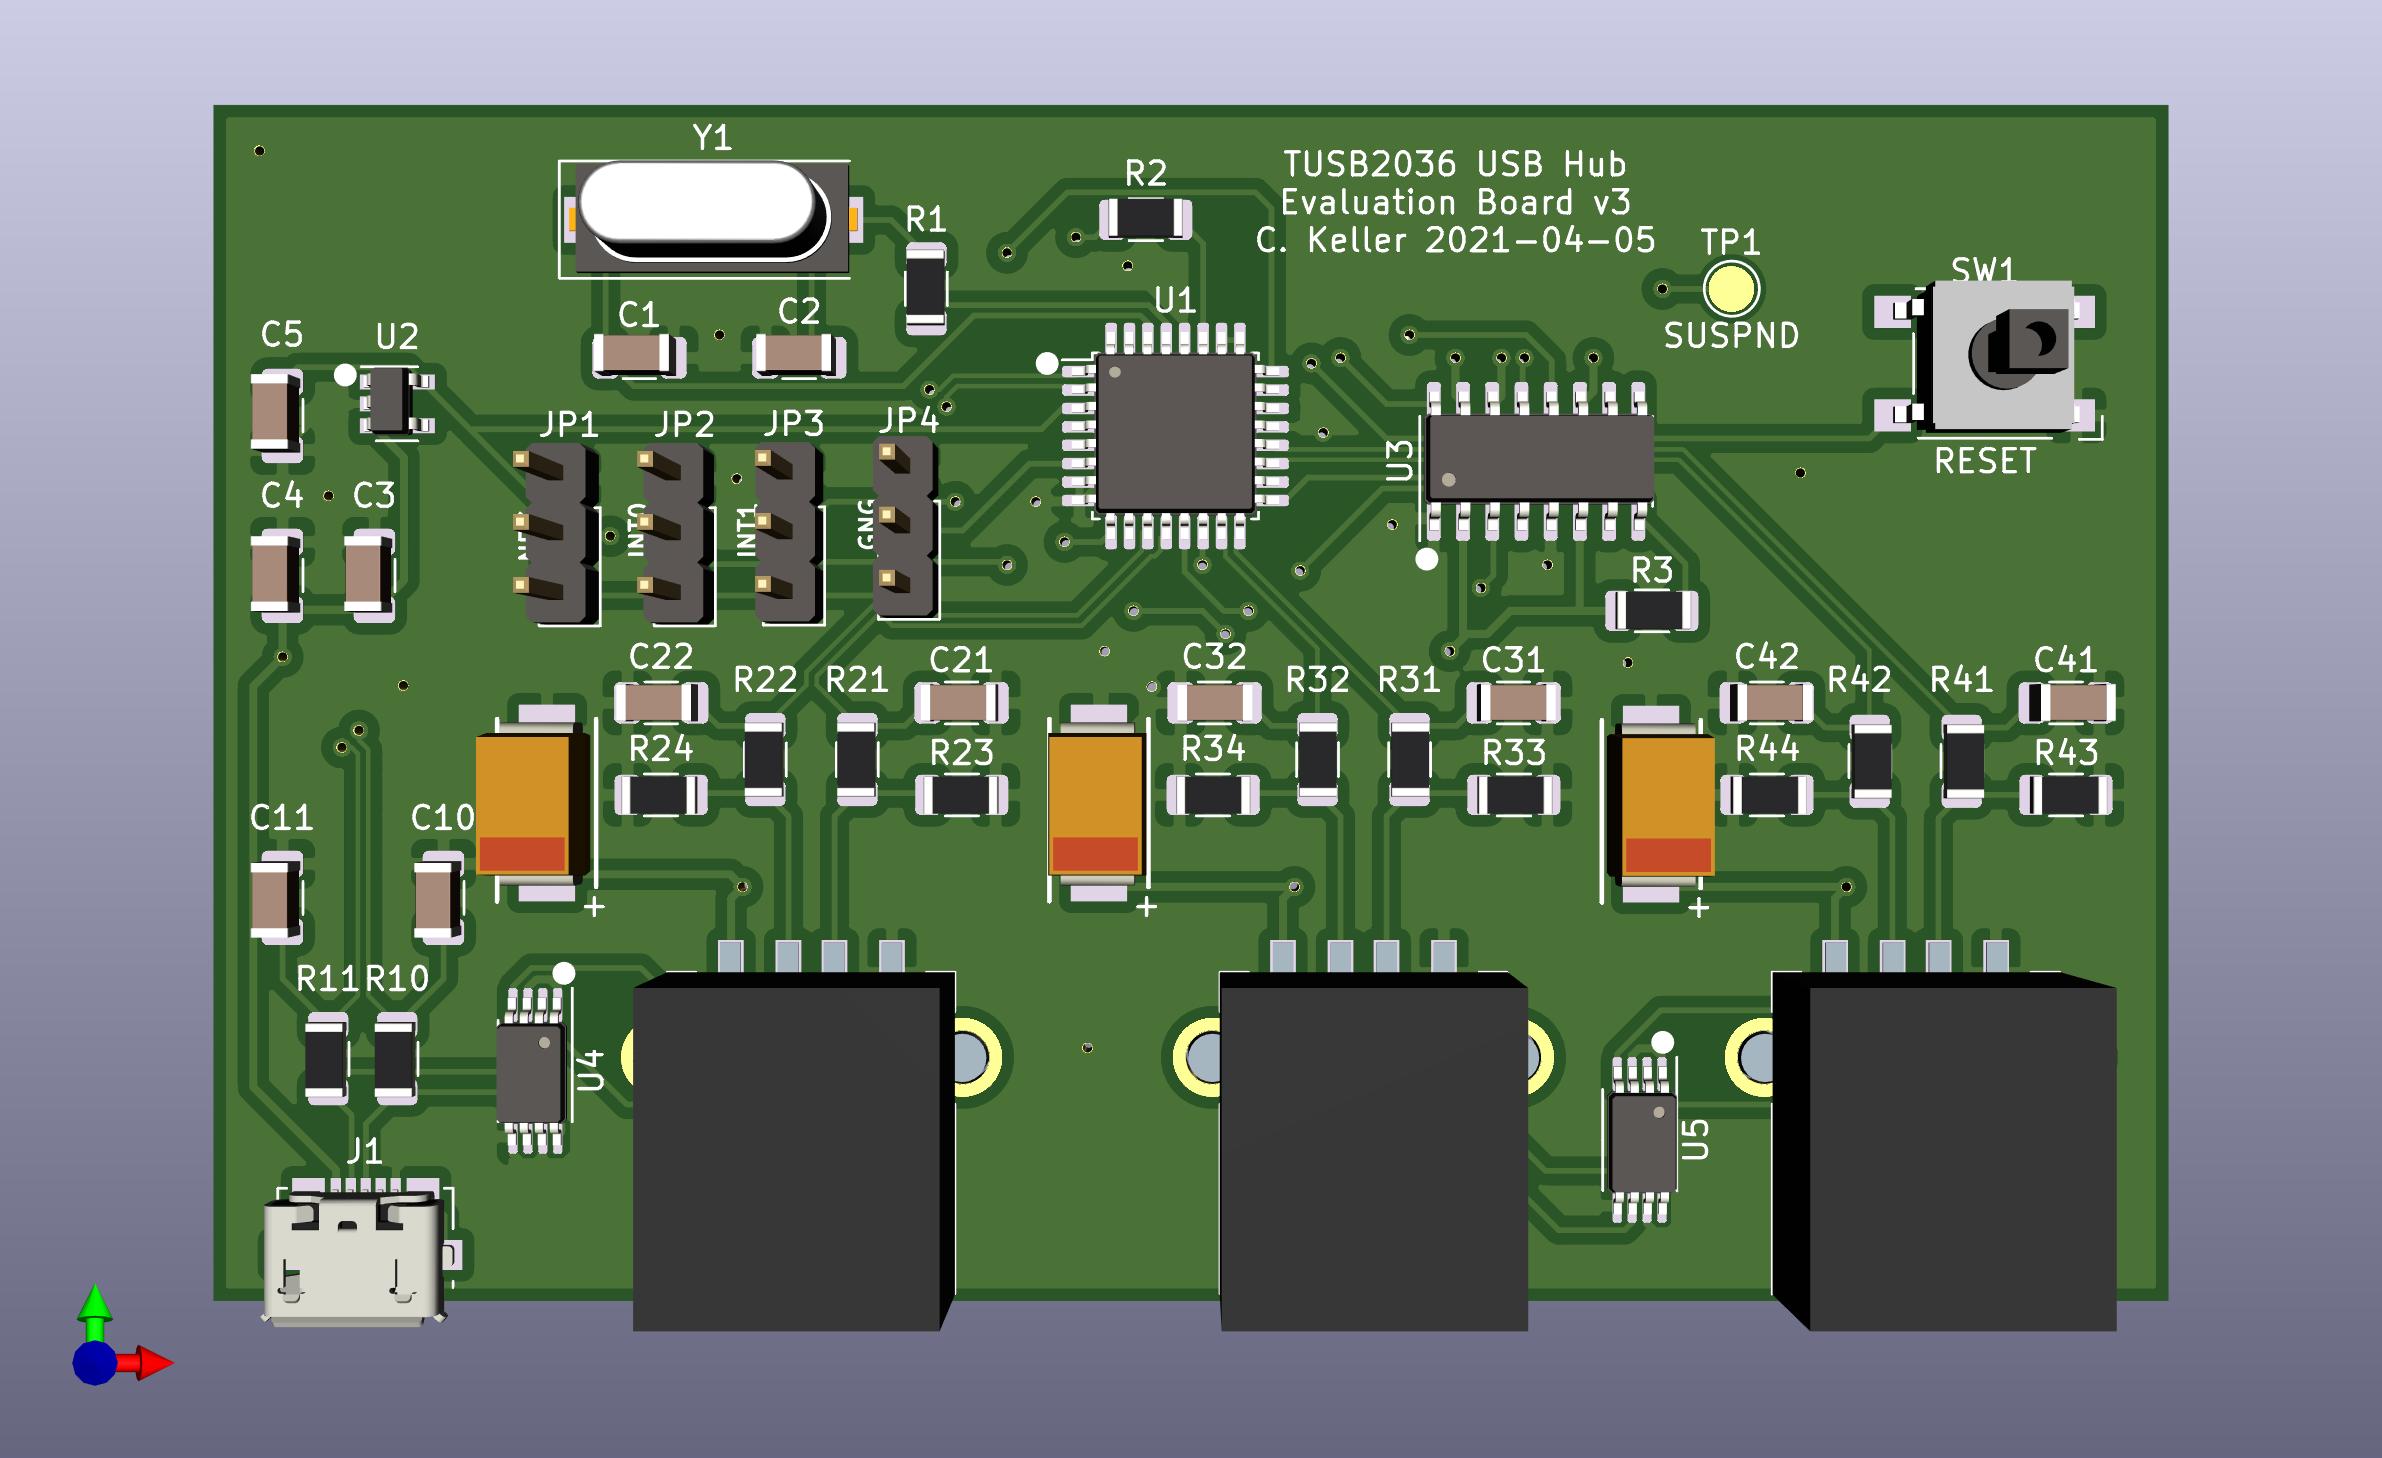 Y1
R2
TUSB2036 USB Hub
Evaluation Board v3
C. Keller 2021-04-05
R1
TP1
SUSPND
SW1
RESET
C1
C2
U1
C5
U2
JP1
JP2
JP3
JP4
U3
C4
C3
INT1
R3
C22
R22
R21
C21
C32
R32
R31
C31
C42
R42
R41
C41
R24
R23
R34
R33
R44
R43
C11
C10
+
+
+
R11
R10
U4
U5
J1